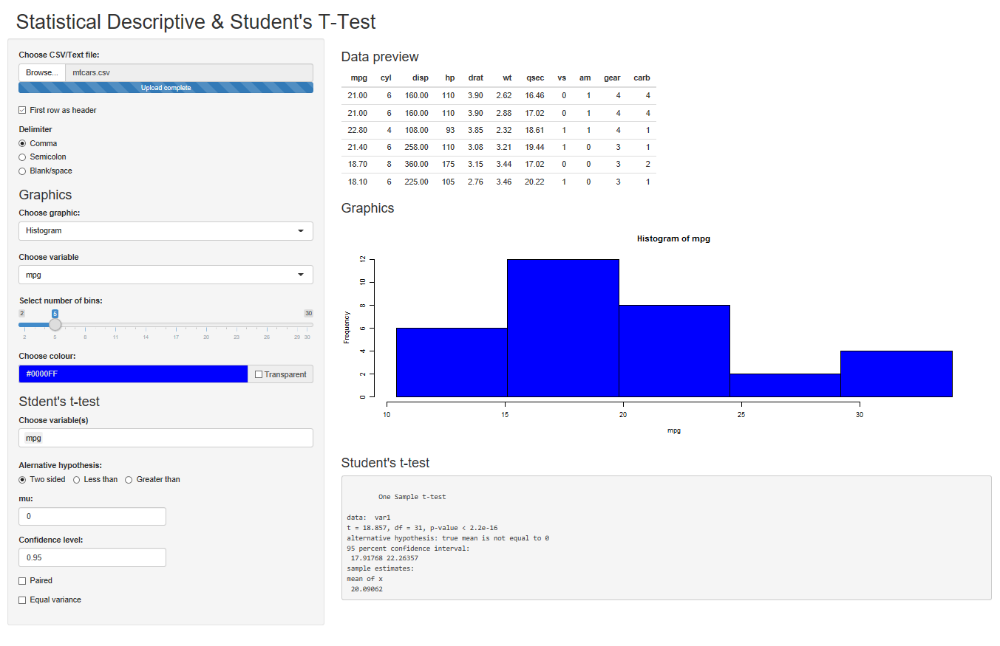 Statistical Descriptive & Student's T-Test
Choose CSV/Text file:
Browse... mtcars.csv
Upload complete
First row as header
Delimiter
Comma
Semicolon
Blank/space
Graphics
Choose graphic:
Histogram
Choose variable
mpg
Select number of bins:
2 5 30
2 5 8 11 14 17 20 23 26 29 30
Choose colour:
#0000FF Transparent
Stdent's t-test
Choose variable(s)
mpg
Alernative hypothesis:
Two sided Less than Greater than
mu:
0
Confidence level:
0.95
Paired
Equal variance
Data preview
mpg cyl disp hp drat wt qsec vs am gear carb
21.00 6 160.00 110 3.90 2.62 16.46 0 1 4 4
21.00 6 160.00 110 3.90 2.88 17.02 0 1 4 4
22.80 4 108.00 93 3.85 2.32 18.61 1 1 4 1
21.40 6 258.00 110 3.08 3.21 19.44 1 0 3 1
18.70 8 360.00 175 3.15 3.44 17.02 0 0 3 2
18.10 6 225.00 105 2.76 3.46 20.22 1 0 3 1
Graphics
Histogram of mpg
Frequency
12
10
8
6
4
2
0
10 15 20 25 30
mpg
Student's t-test
One Sample t-test
data: var1
t = 18.857, df = 31, p-value < 2.2e-16
alternative hypothesis: true mean is not equal to 0
95 percent confidence interval:
17.91768 22.26357
sample estimates:
mean of x
20.09062